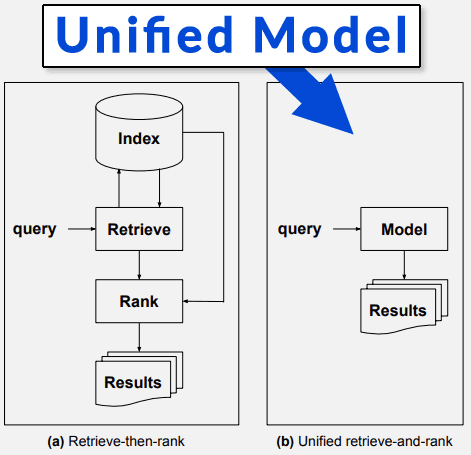 Unified Model
Index
query
Retrieve
Rank
Results
(a) Retrieve-then-rank
query
Model
Results
(b) Unified retrieve-and-rank